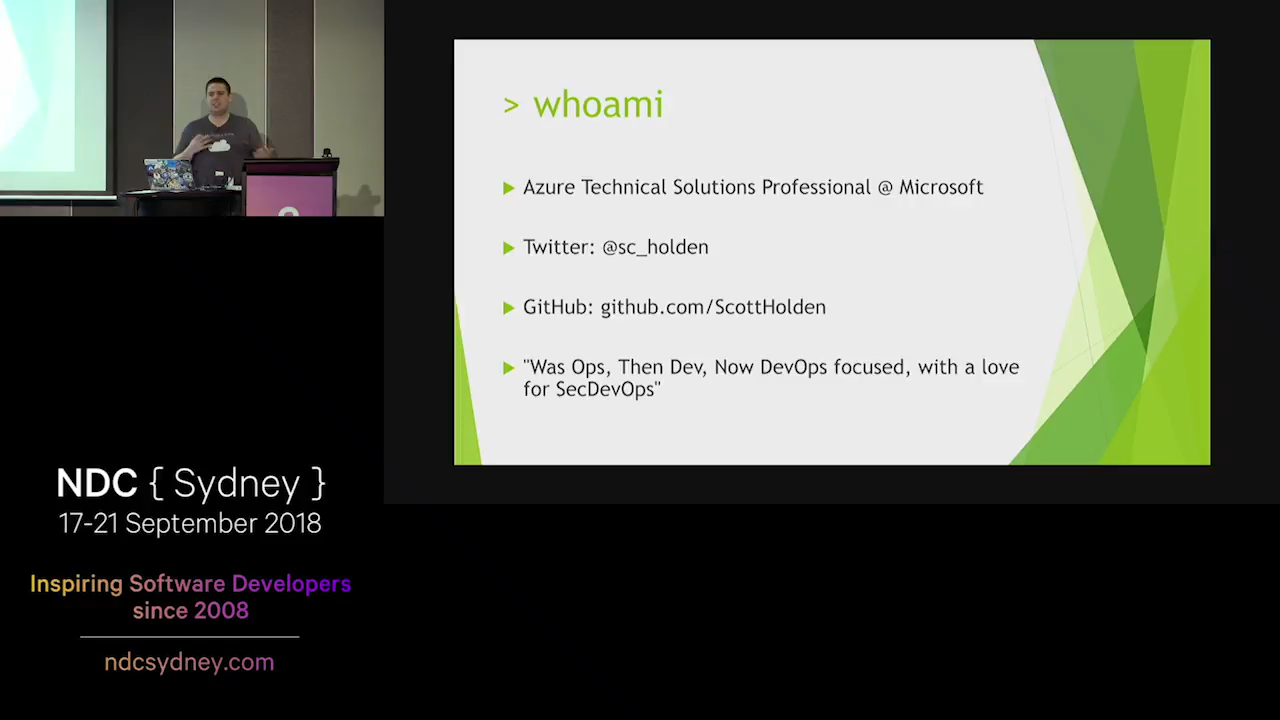 > whoami
Azure Technical Solutions Professional @ Microsoft
Twitter: @sc_holden
GitHub: github.com/ScottHolden
"Was Ops, Then Dev, Now DevOps focused, with a love
for SecDevOps"
NDC { Sydney }
17-21 September 2018
Inspiring Software Developers
since 2008
ndcsydney.com